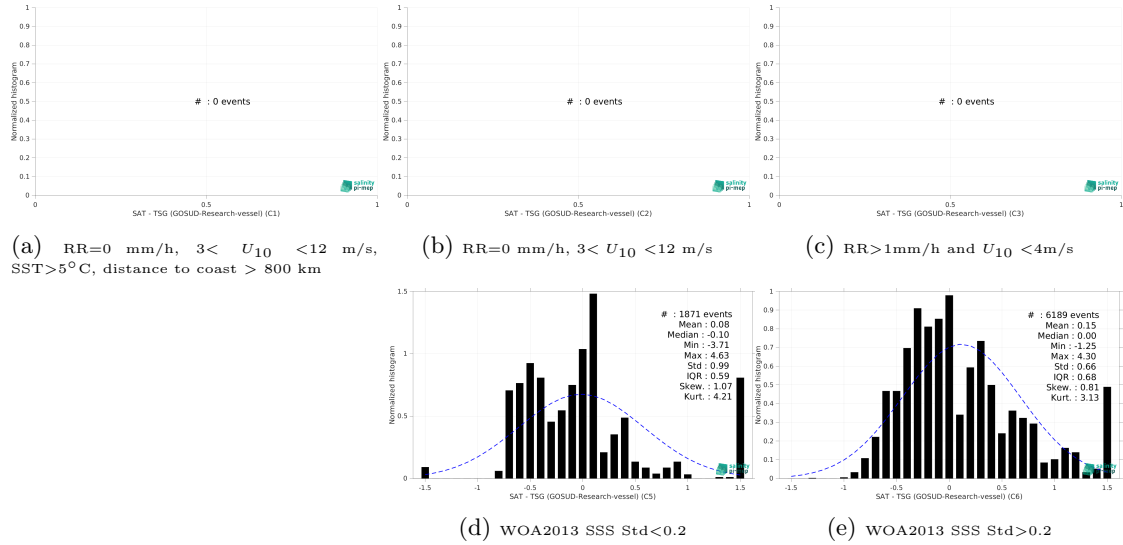 1
0.9
0.8
0.7
0.6
0.5
0.4
0.3
0.2
0.1
0
Normalized histogram
# : 0 events
salinity
pi-mep
0 0.5 1
SAT - TSG (GOSUD-Research-vessel) (C1)
(a) RR=0 mm/h, 3< U10 <12 m/s,
SST>5°C, distance to coast > 800 km
1
0.9
0.8
0.7
0.6
0.5
0.4
0.3
0.2
0.1
0
Normalized histogram
# : 0 events
salinity
pi-mep
0 0.5 1
SAT - TSG (GOSUD-Research-vessel) (C2)
(b) RR=0 mm/h, 3< U10 <12 m/s
1
0.9
0.8
0.7
0.6
0.5
0.4
0.3
0.2
0.1
0
Normalized histogram
# : 0 events
salinity
pi-mep
0 0.5 1
SAT - TSG (GOSUD-Research-vessel) (C3)
(c) RR>1mm/h and U10 <4m/s
1.5
1
0.5
0
Normalized histogram
# : 1871 events
Mean : 0.08
Median : -0.10
Min : -3.71
Max : 4.63
Std : 0.99
IQR : 0.59
Skew. : 1.07
Kurt. : 4.21
-1.5 -1 -0.5 0 0.5 1 1.5
SAT - TSG (GOSUD-Research-vessel) (C5)
(d) WOA2013 SSS Std<0.2
1
0.9
0.8
0.7
0.6
0.5
0.4
0.3
0.2
0.1
0
Normalized histogram
# : 6189 events
Mean : 0.15
Median : 0.00
Min : -1.25
Max : 4.30
Std : 0.66
IQR : 0.68
Skew. : 0.81
Kurt. : 3.13
-1.5 -1 -0.5 0 0.5 1 1.5
SAT - TSG (GOSUD-Research-vessel) (C6)
(e) WOA2013 SSS Std>0.2